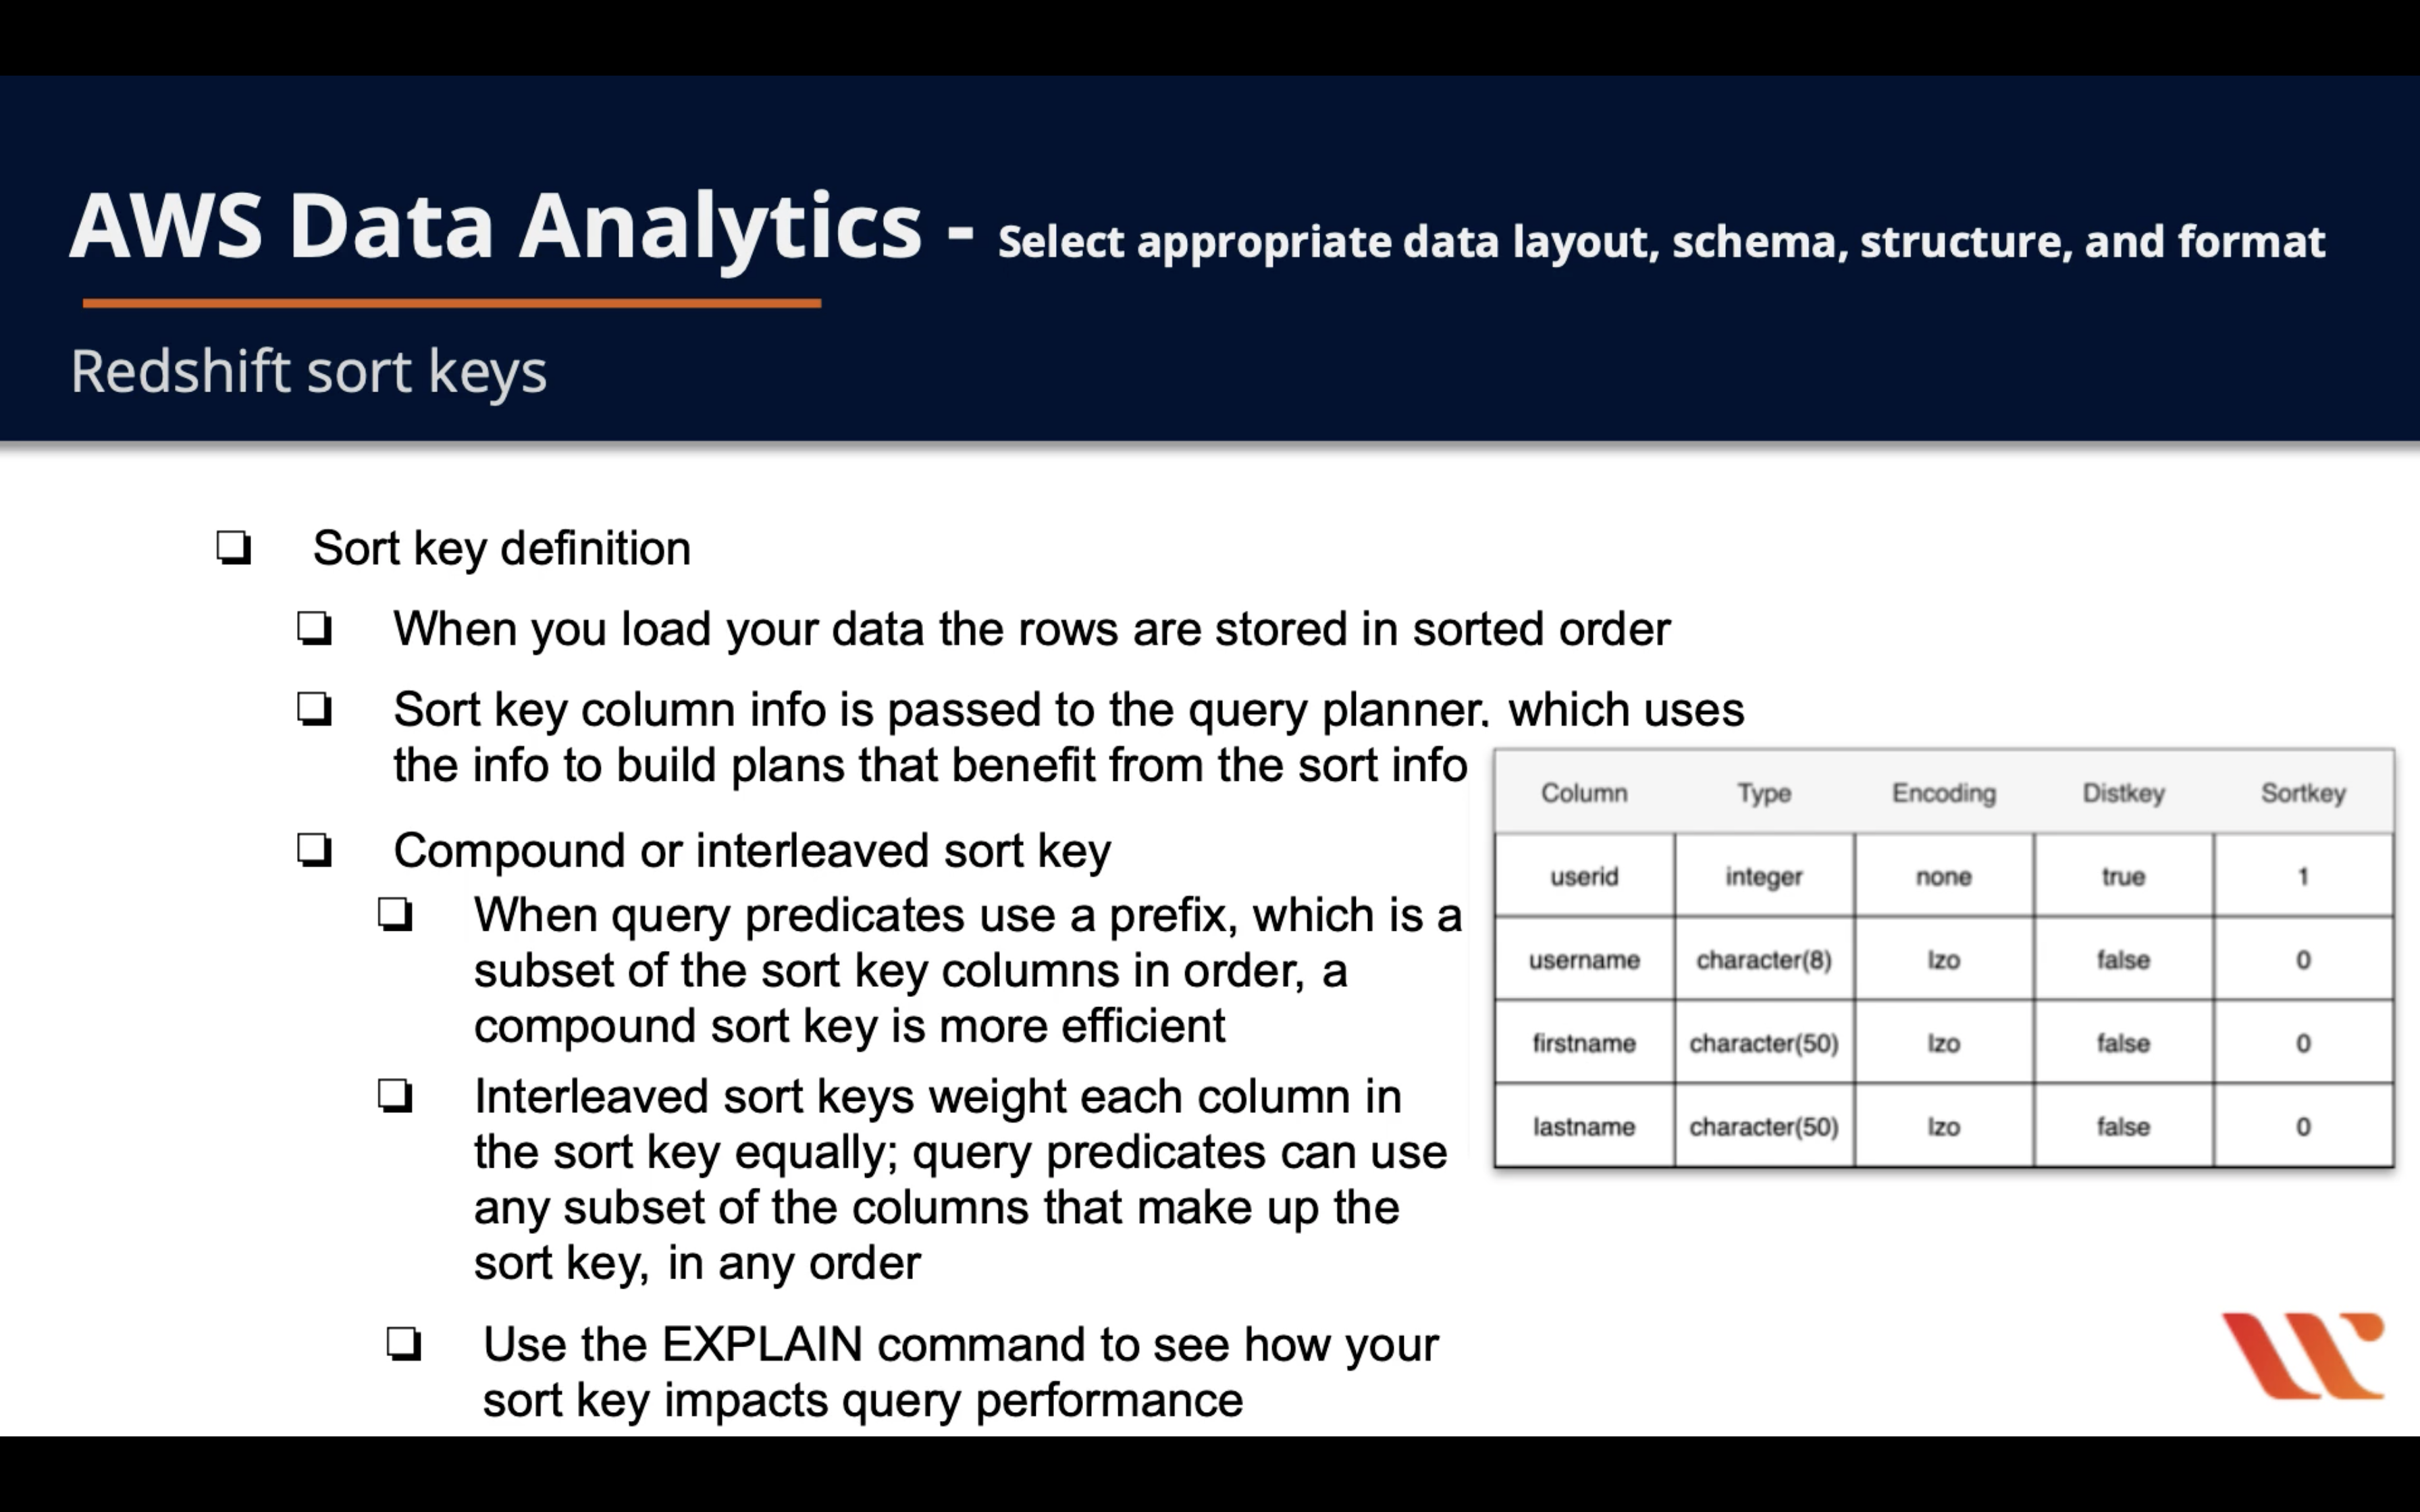 AWS Data Analytics - Select appropriate data layout, schema, structure, and format
Redshift sort keys
Sort key definition
When you load your data the rows are stored in sorted order
Sort key column info is passed to the query planner, which uses
the info to build plans that benefit from the sort info
Compound or interleaved sort key
When query predicates use a prefix, which is a
subset of the sort key columns in order, a
compound sort key is more efficient
Interleaved sort keys weight each column in
the sort key equally; query predicates can use
any subset of the columns that make up the
sort key, in any order
Use the EXPLAIN command to see how your
sort key impacts query performance
Column Type Encoding Distkey Sortkey
userid integer none true 1
username character(8) lzo false 0
firstname character(50) lzo false 0
lastname character(50) lzo false 0